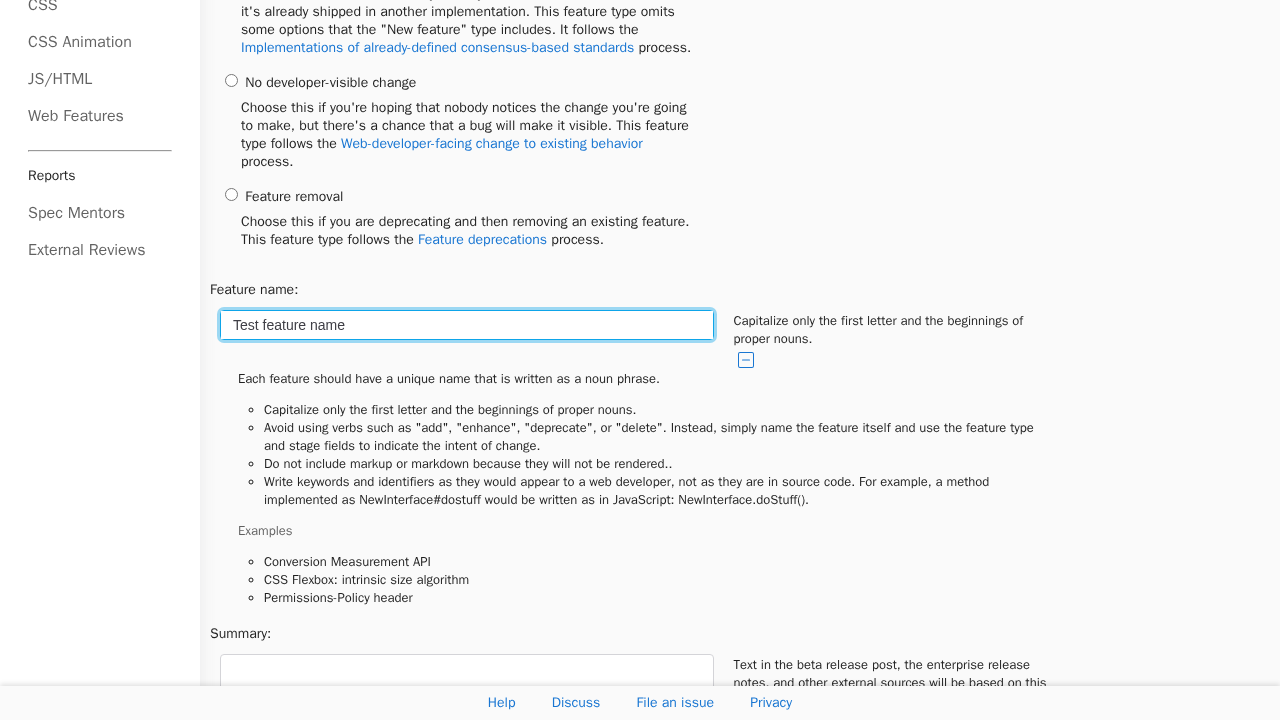 CSS
CSS Animation
JS/HTML
Web Features
Reports
Spec Mentors
External Reviews
it's already shipped in another implementation. This feature type omits
some options that the "New feature" type includes. It follows the
Implementations of already-defined consensus-based standards process.
No developer-visible change
Choose this if you're hoping that nobody notices the change you're going
to make, but there's a chance that a bug will make it visible. This feature
type follows the Web-developer-facing change to existing behavior
process.
Feature removal
Choose this if you are deprecating and then removing an existing feature.
This feature type follows the Feature deprecations process.
Feature name:
Test feature name
Capitalize only the first letter and the beginnings of
proper nouns.
Each feature should have a unique name that is written as a noun phrase.
Capitalize only the first letter and the beginnings of proper nouns.
Avoid using verbs such as "add", "enhance", "deprecate", or "delete". Instead, simply name the feature itself and use the feature type
and stage fields to indicate the intent of change.
Do not include markup or markdown because they will not be rendered..
Write keywords and identifiers as they would appear to a web developer, not as they are in source code. For example, a method
implemented as NewInterface#dostuff would be written as in JavaScript: NewInterface.doStuff().
Examples
Conversion Measurement API
CSS Flexbox: intrinsic size algorithm
Permissions-Policy header
Summary:
Text in the beta release post, the enterprise release
notes, and other external sources will be based on this
Help
Discuss
File an issue
Privacy